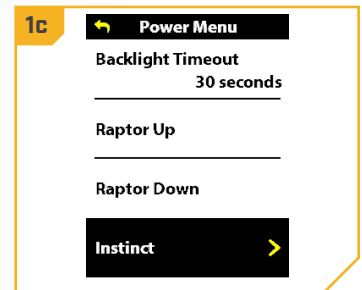 1c
Power Menu
Backlight Timeout
30 seconds
Raptor Up
Raptor Down
Instinct